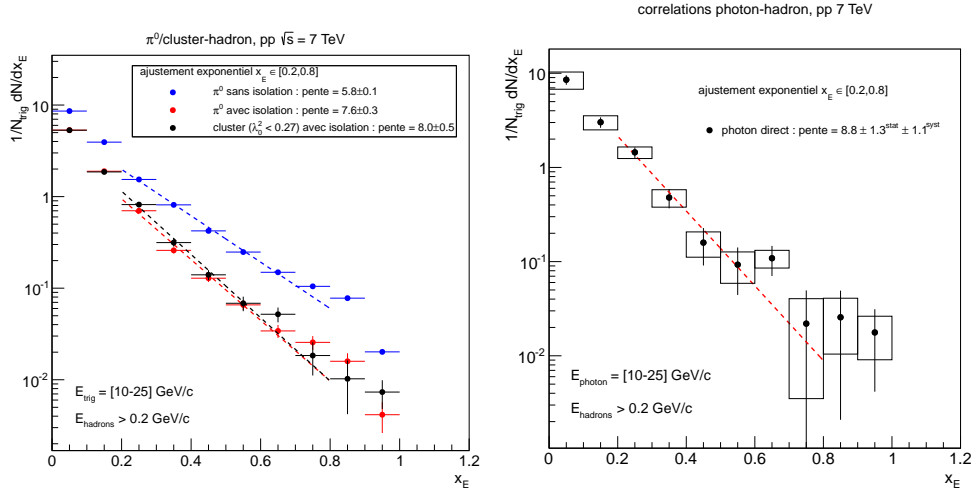 π⁰/cluster-hadron, pp √s = 7 TeV
1/N_trig dN/dx_E
ajustement exponentiel x_E ∈ [0.2,0.8]
π⁰ sans isolation : pente = 5.8±0.1
π⁰ avec isolation : pente = 7.6±0.3
cluster (λ₀² < 0.27) avec isolation : pente = 8.0±0.5
10
1
10⁻¹
10⁻²
E_trig = [10-25] GeV/c
E_hadrons > 0.2 GeV/c
0 0.2 0.4 0.6 0.8 1 1.2
x_E
correlations photon-hadron, pp 7 TeV
1/N_trig dN/dx_E
ajustement exponentiel x_E ∈ [0.2,0.8]
photon direct : pente = 8.8 ± 1.3^stat ± 1.1^syst
10
1
10⁻¹
10⁻²
E_photon = [10-25] GeV/c
E_hadrons > 0.2 GeV/c
0 0.2 0.4 0.6 0.8 1 1.2
x_E